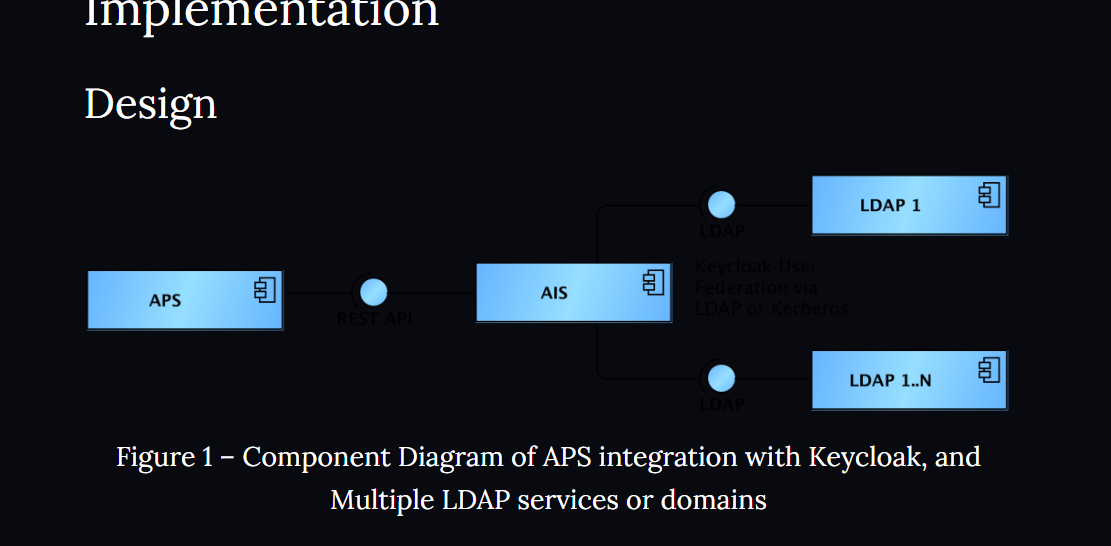 Implementation
Design
LDAP 1
LDAP
Keycloak User
Federation via
LDAP or Kerberos
APS
REST API
AIS
LDAP 1..N
LDAP
Figure 1 – Component Diagram of APS integration with Keycloak, and
Multiple LDAP services or domains